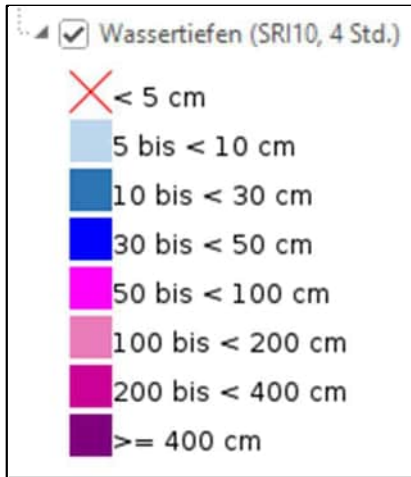 Wassertiefen (SRI10, 4 Std.)
< 5 cm
5 bis < 10 cm
10 bis < 30 cm
30 bis < 50 cm
50 bis < 100 cm
100 bis < 200 cm
200 bis < 400 cm
>= 400 cm